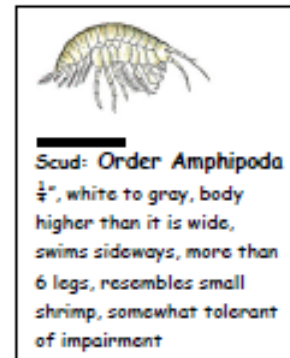 Scud: Order Amphipoda
¼", white to gray, body
higher than it is wide,
swims sideways, more than
6 legs, resembles small
shrimp, somewhat tolerant
of impairment